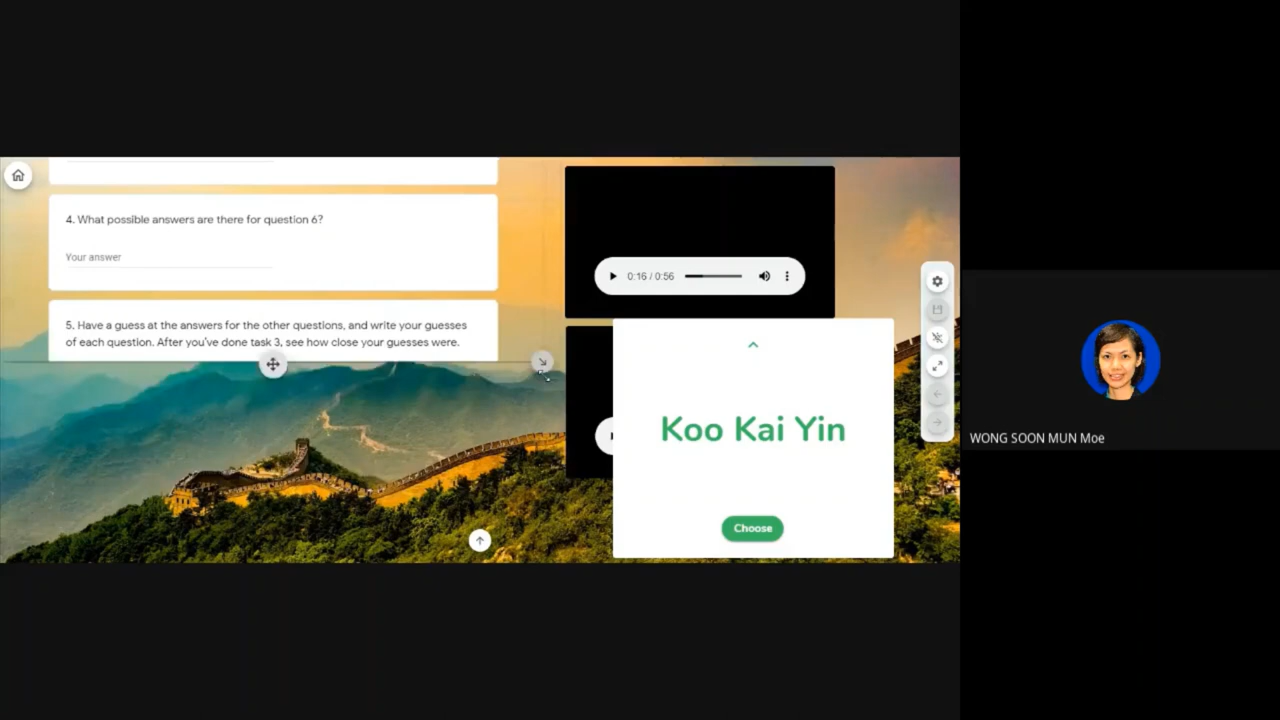 4. What possible answers are there for question 6?
Your answer
5. Have a guess at the answers for the other questions, and write your guesses
of each question. After you've done task 3, see how close your guesses were.
0:16 / 0:56
Koo Kai Yin
Choose
WONG SOON MUN Moe